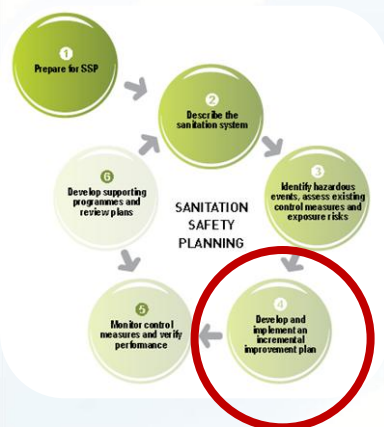 1
Prepare for SSP
2
Describe the
sanitation system
3
Identify hazardous
events, assess existing
control measures and
exposure risks
4
Develop and
implement an
incremental
improvement plan
5
Monitor control
measures and verify
performance
6
Develop supporting
programmes and
review plans
SANITATION
SAFETY
PLANNING